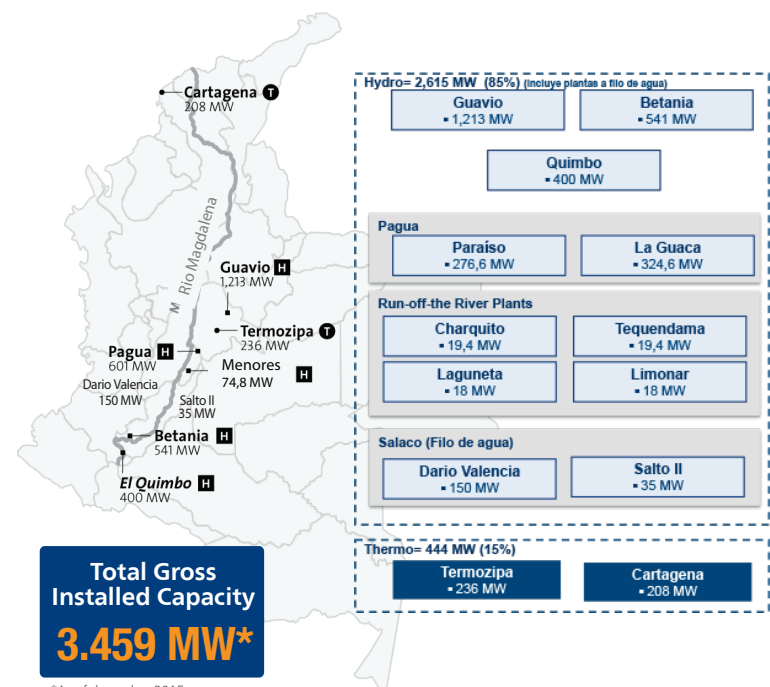 Cartagena T
208 MW
Rio Magdalena
M
Guavio H
1,213 MW
Termozipa T
236 MW
Pagua H
601 MW
Menores
74,8 MW H
Dario Valencia
150 MW
Salto II
35 MW
Betania H
541 MW
El Quimbo H
400 MW
Total Gross
Installed Capacity
3.459 MW*
Hydro= 2,615 MW (85%) (Incluye plantas a filo de agua)
Guavio
▪ 1,213 MW
Betania
▪ 541 MW
Quimbo
▪ 400 MW
Pagua
Paraíso
▪ 276,6 MW
La Guaca
▪ 324,6 MW
Run-off-the River Plants
Charquito
▪ 19,4 MW
Tequendama
▪ 19,4 MW
Laguneta
▪ 18 MW
Limonar
▪ 18 MW
Salaco (Filo de agua)
Dario Valencia
▪ 150 MW
Salto II
▪ 35 MW
Thermo= 444 MW (15%)
Termozipa
▪ 236 MW
Cartagena
▪ 208 MW